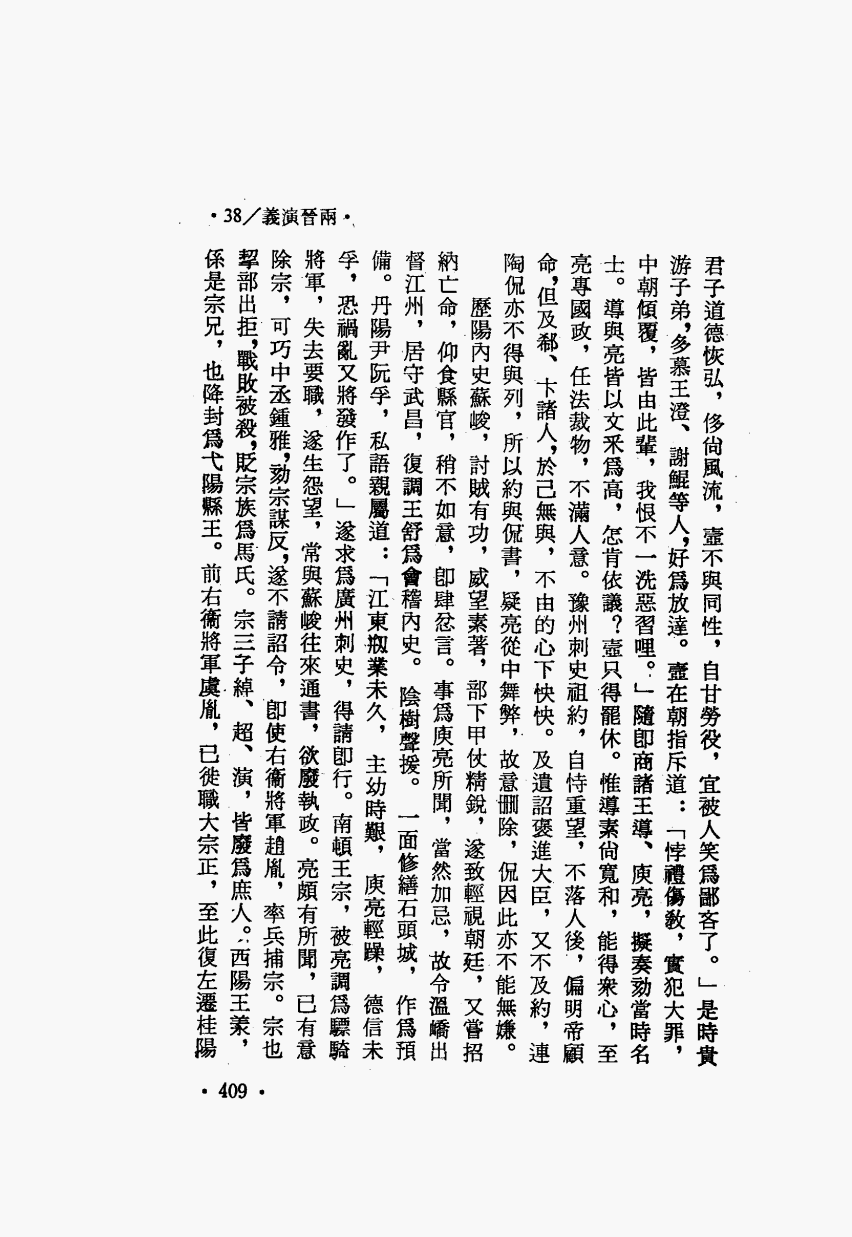 ·38／義演晉兩·
君子道德恢弘，侈尙風流，壼不與同性，自甘勞役，宜被人笑爲鄙吝了。」是時貴
游子弟，多慕王澄、謝鯤等人，好爲放達。壼在朝指斥道：「悖禮傷敎，實犯大罪，
中朝傾覆，皆由此輩，我恨不一洗惡習哩。」隨卽商諸王導、庾亮，擬奏劾當時名
士。導與亮皆以文采爲高，怎肯依議？壼只得罷休。惟導素尙寬和，能得衆心，至
亮專國政，任法裁物，不滿人意。豫州刺史祖約，自恃重望，不落人後，偏明帝顧
命，但及郗、卞諸人，於己無與，不由的心下怏怏。及遺詔褒進大臣，又不及約，連
陶侃亦不得與列，所以約與侃書，疑亮從中舞弊，故意刪除，侃因此亦不能無嫌。
歷陽內史蘇峻，討賊有功，威望素著，部下甲仗精銳，遂致輕視朝廷，又嘗招
納亡命，仰食縣官，稍不如意，卽肆忿言。事爲庾亮所聞，當然加忌，故令溫嶠出
督江州，居守武昌，復調王舒爲會稽內史。陰樹聲援。一面修繕石頭城，作爲預
備。丹陽尹阮孚，私語親屬道：「江東剏業未久，主幼時艱，庾亮輕躁，德信未
孚，恐禍亂又將發作了。」遂求爲廣州刺史，得請卽行。南頓王宗，被亮調爲驃騎
將軍，失去要職，遂生怨望，常與蘇峻往來通書，欲廢執政。亮頗有所聞，已有意
除宗，可巧中丞鍾雅，劾宗謀反，遂不請詔令，卽使右衞將軍趙胤，率兵捕宗。宗也
挈部出拒，戰敗被殺，貶宗族爲馬氏。宗三子綽、超、演，皆廢爲庶人。西陽王羕，
係是宗兄，也降封爲弋陽縣王。前右衞將軍虞胤，已徙職大宗正，至此復左遷桂陽
·409·